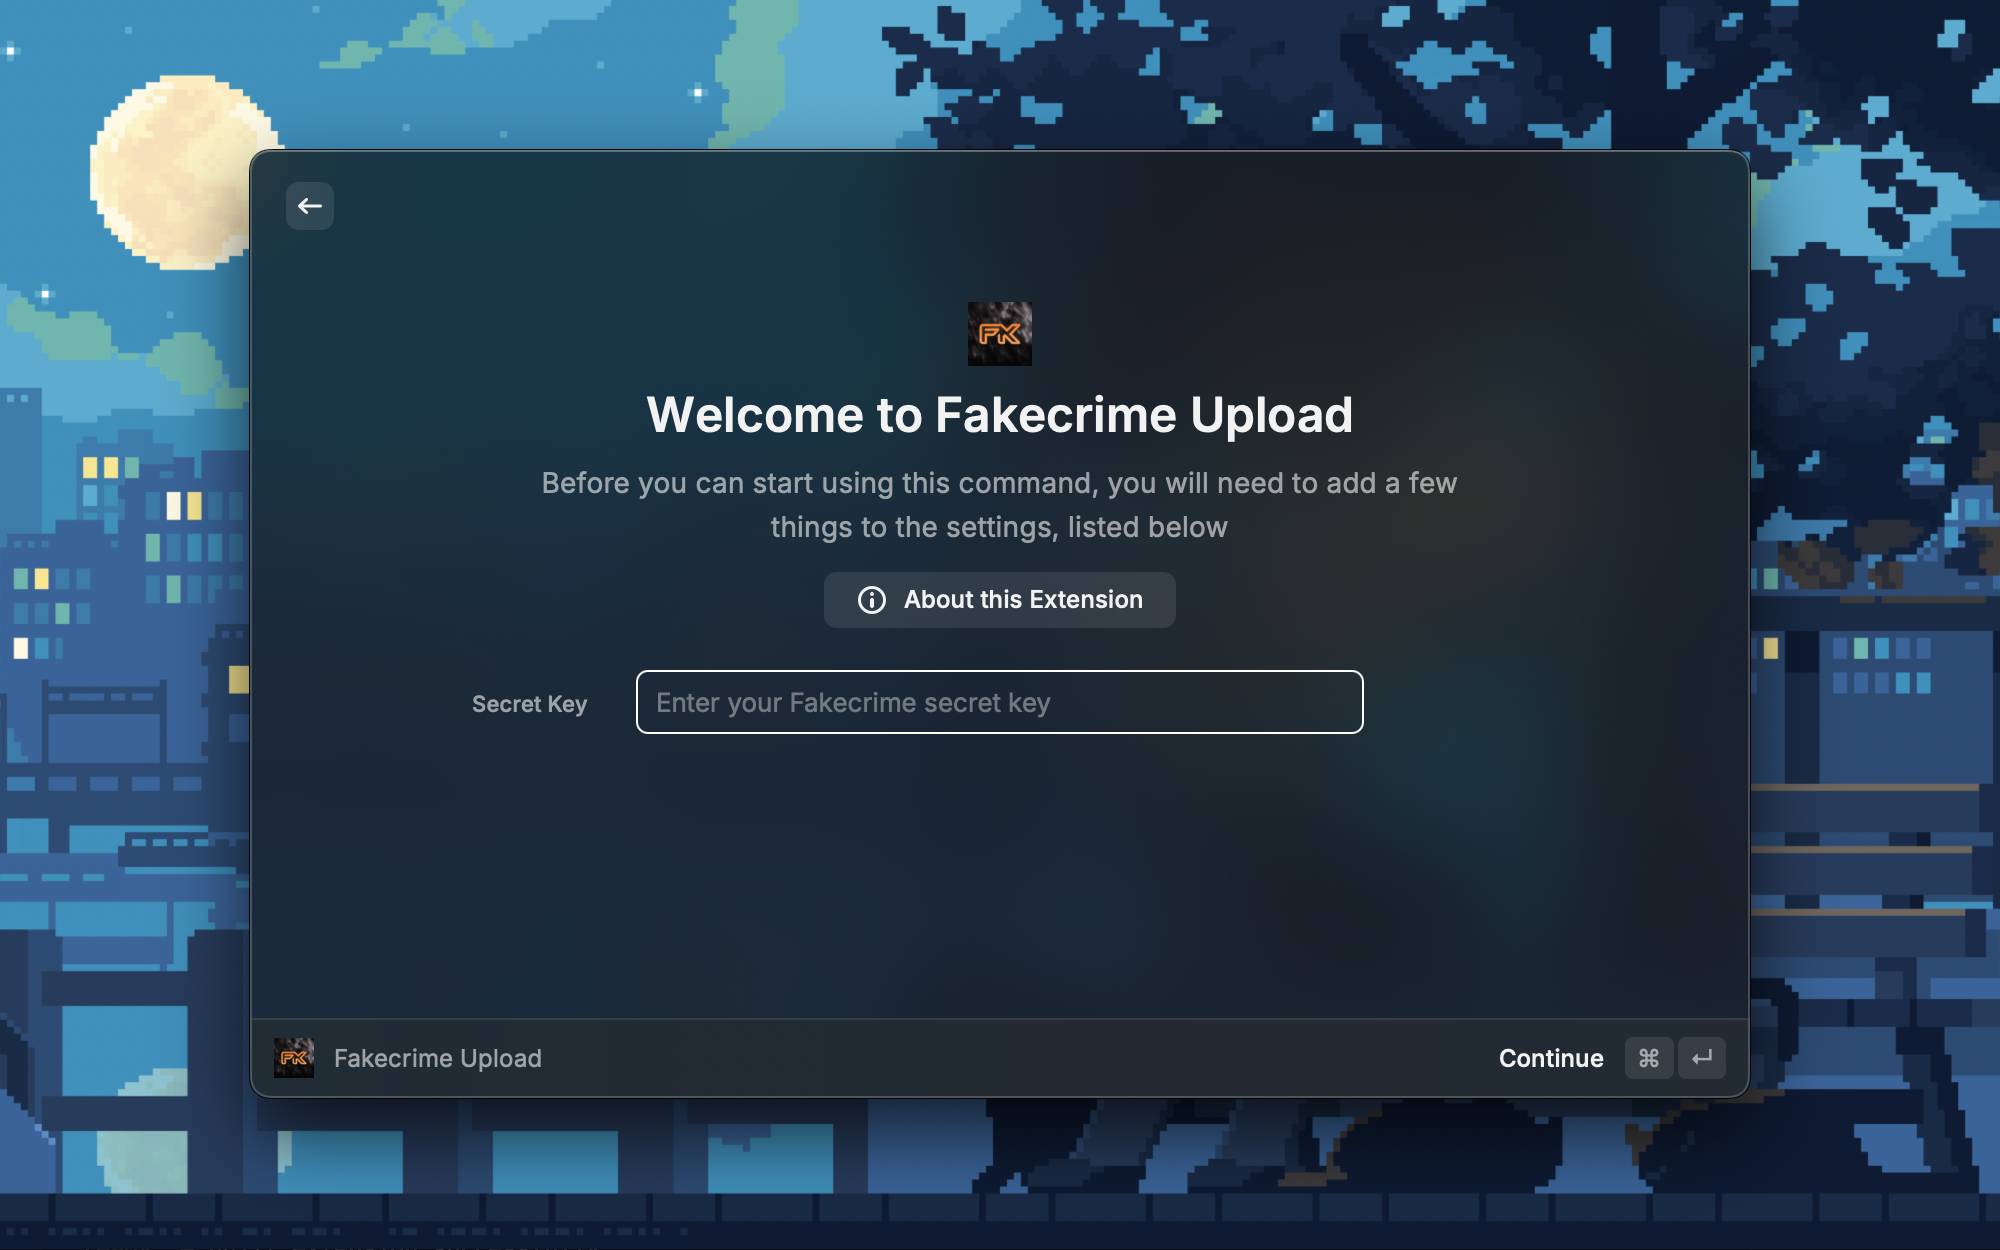 FK
Welcome to Fakecrime Upload
Before you can start using this command, you will need to add a few
things to the settings, listed below
About this Extension
Secret Key
Enter your Fakecrime secret key
FK
Fakecrime Upload
Continue ⌘ ↵